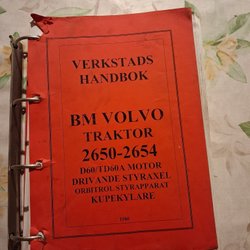 VERKSTADS
HANDBOK
BM VOLVO
TRAKTOR
2650-2654
D60/TD60A MOTOR
DRIVANDE STYRAXEL
ORBITROL STYRAPPARAT
KUPEKYLARE